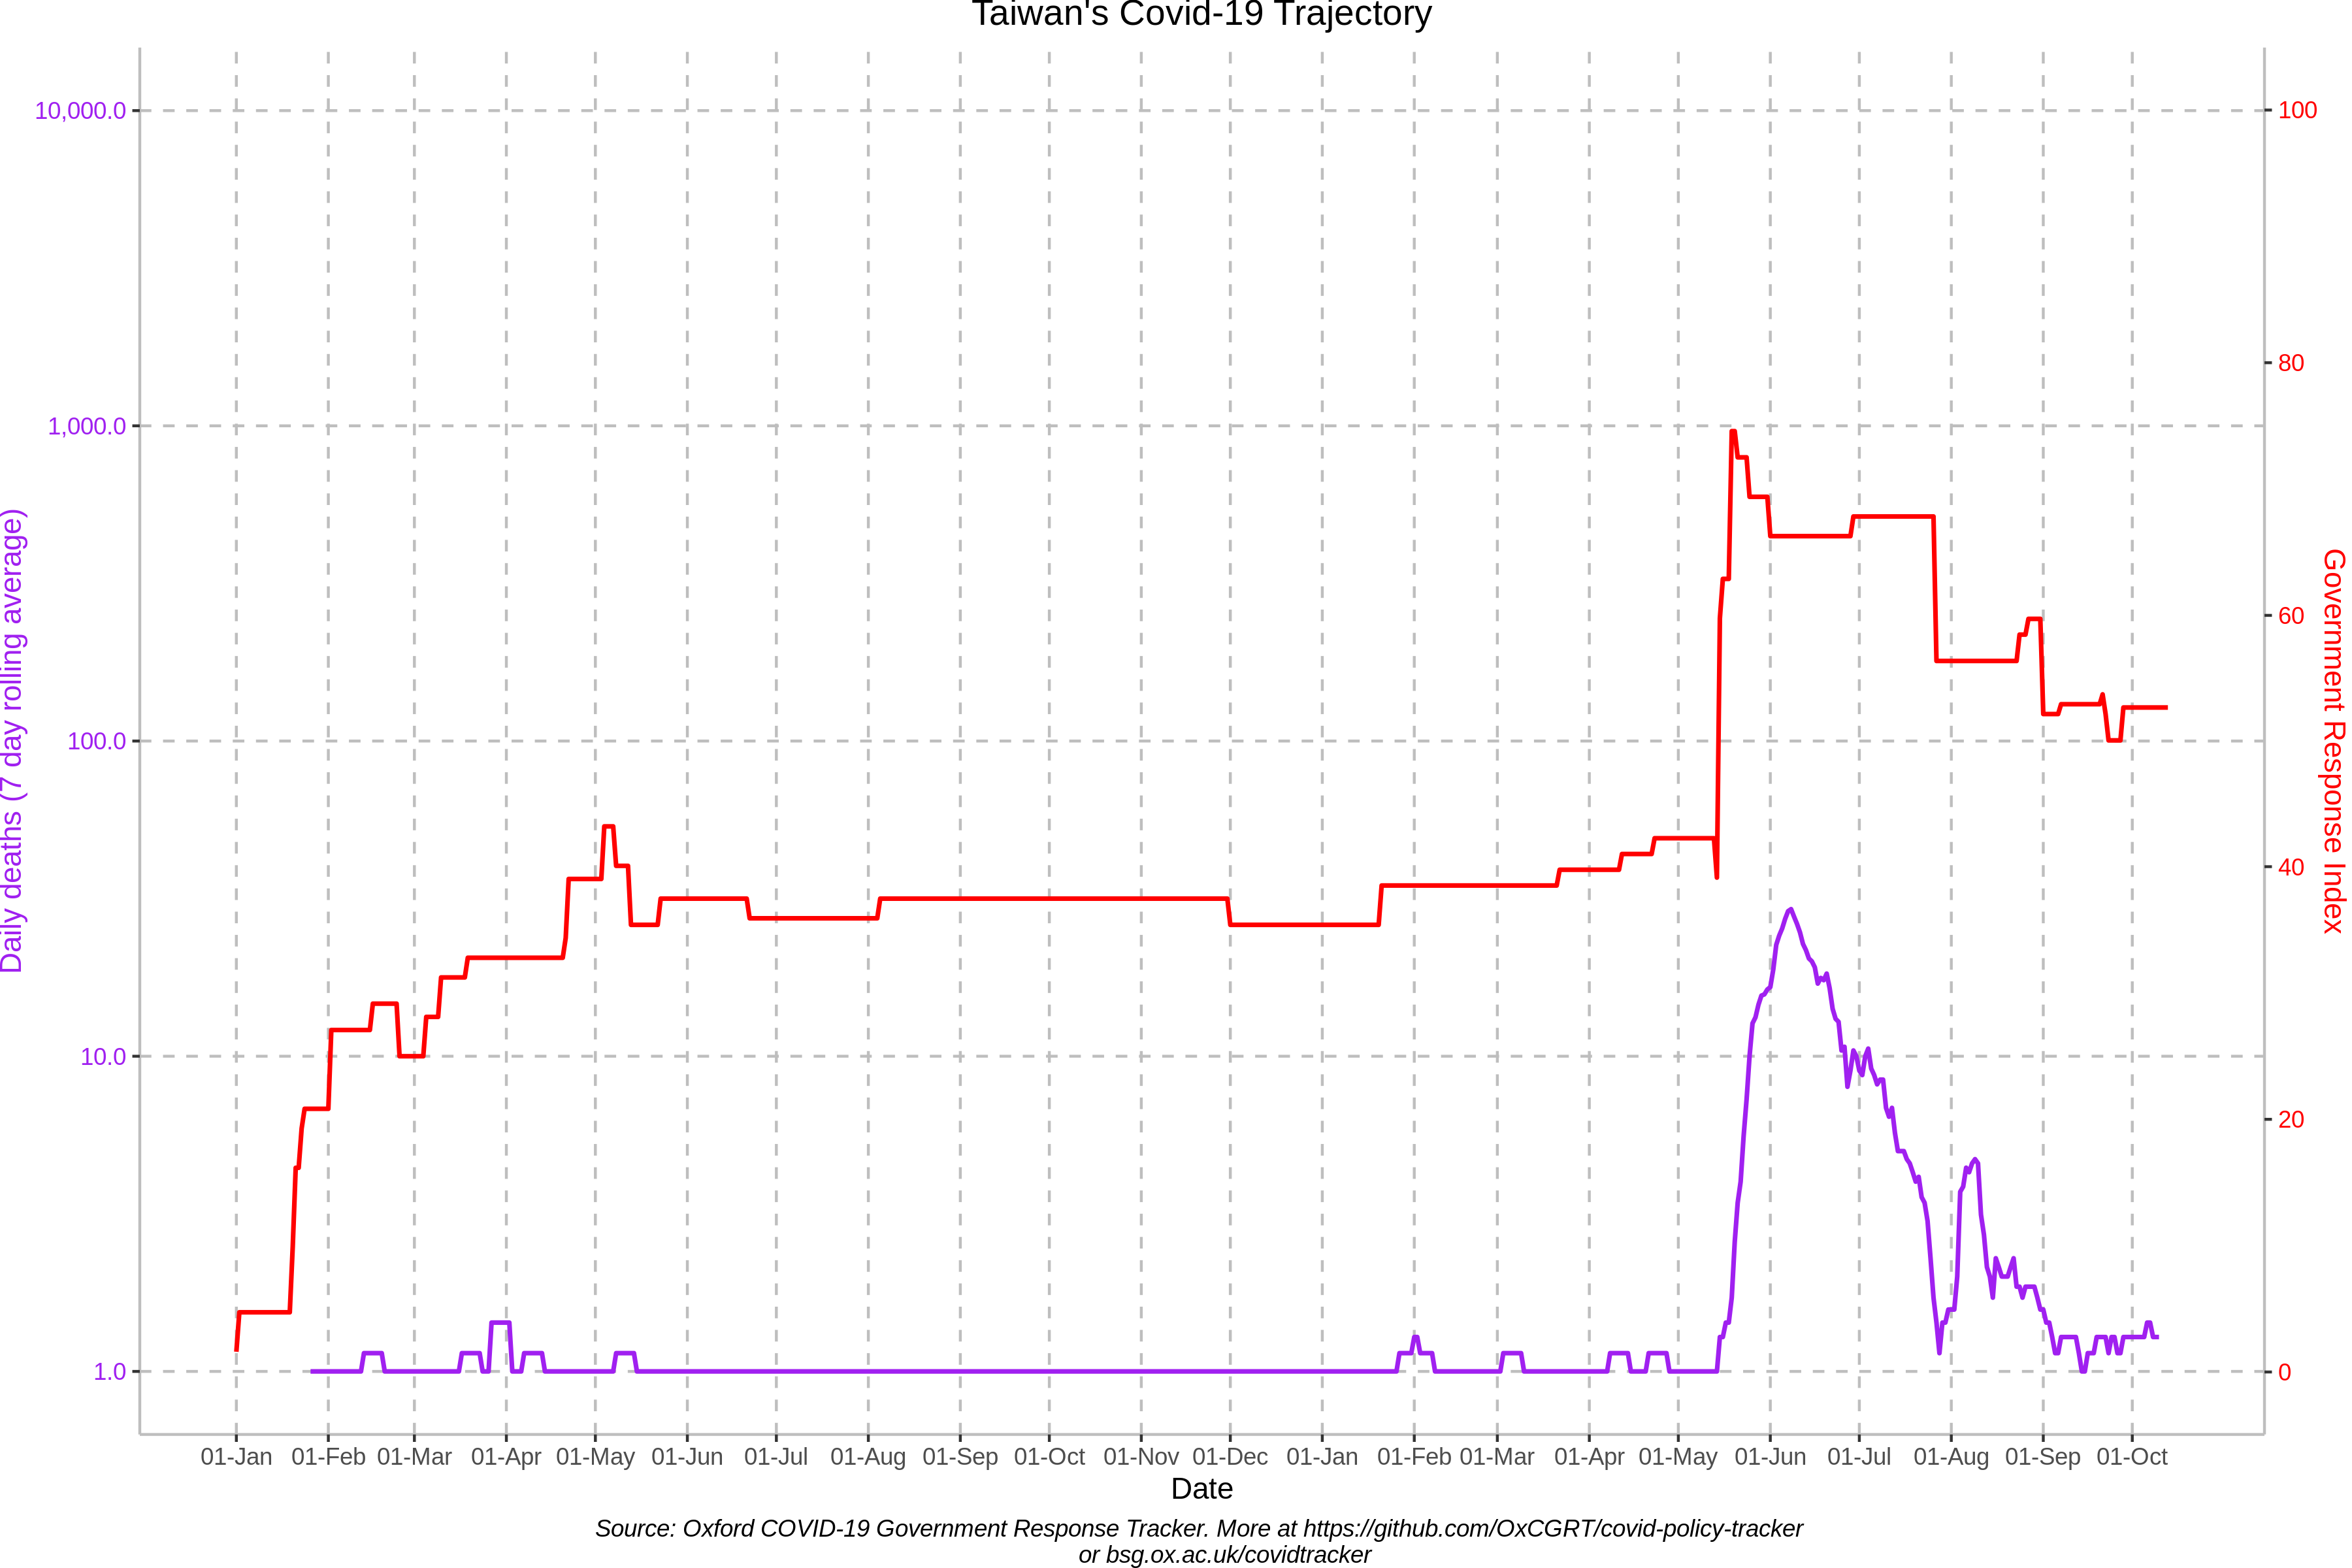 Taiwan's Covid-19 Trajectory
10,000.0
1,000.0
100.0
10.0
1.0
Daily deaths (7 day rolling average)
100
80
60
40
20
0
Government Response Index
01-Jan 01-Feb 01-Mar 01-Apr 01-May 01-Jun 01-Jul 01-Aug 01-Sep 01-Oct 01-Nov 01-Dec 01-Jan 01-Feb 01-Mar 01-Apr 01-May 01-Jun 01-Jul 01-Aug 01-Sep 01-Oct
Date
Source: Oxford COVID-19 Government Response Tracker. More at https://github.com/OxCGRT/covid-policy-tracker
or bsg.ox.ac.uk/covidtracker